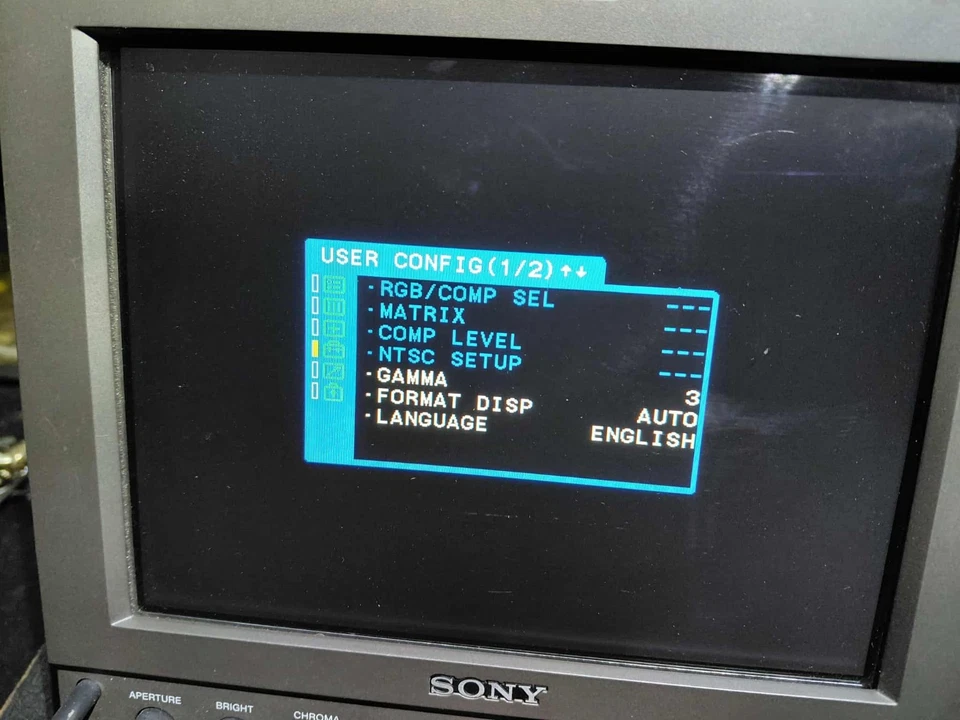 USER CONFIG(1/2)↑↓
·RGB/COMP SEL ---
·MATRIX ---
·COMP LEVEL ---
·NTSC SETUP ---
·GAMMA 3
·FORMAT DISP AUTO
·LANGUAGE ENGLISH
SONY
APERTURE BRIGHT CHROMA